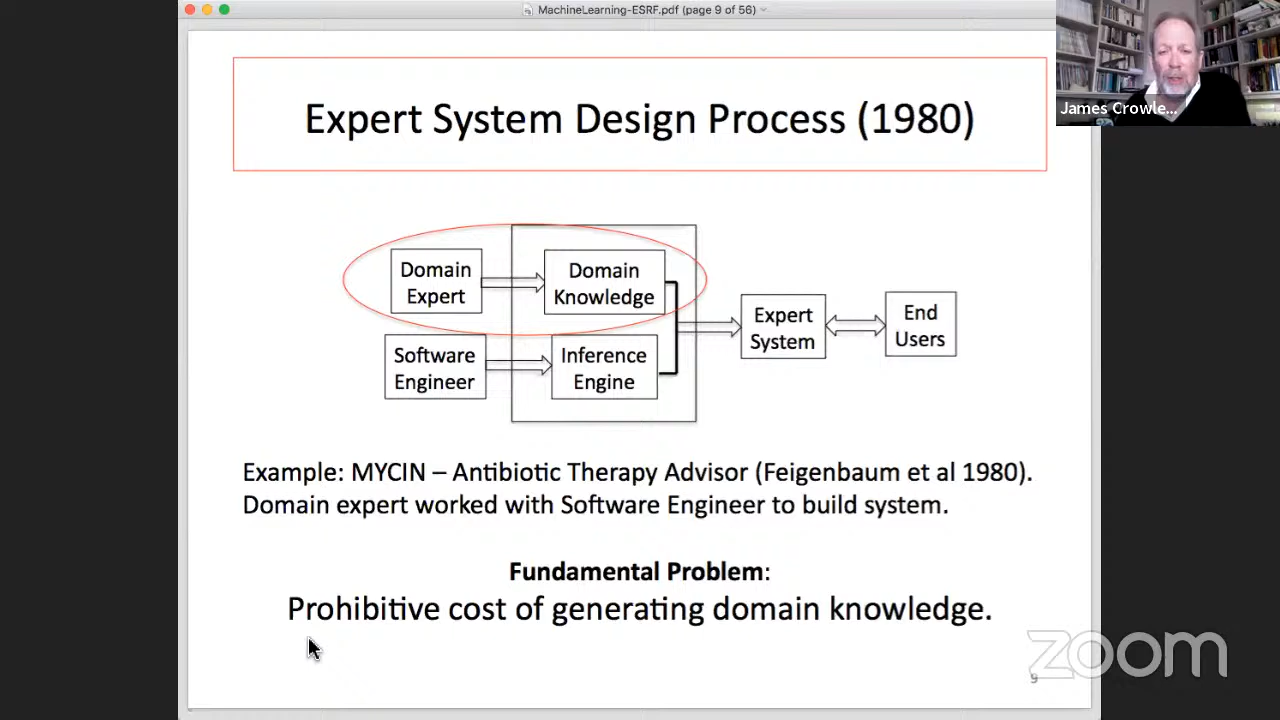 MachineLearning-ESRF.pdf (page 9 of 56)
James Crowle...
Expert System Design Process (1980)
Domain
Expert
Domain
Knowledge
Software
Engineer
Inference
Engine
Expert
System
End
Users
Example: MYCIN – Antibiotic Therapy Advisor (Feigenbaum et al 1980).
Domain expert worked with Software Engineer to build system.
Fundamental Problem:
Prohibitive cost of generating domain knowledge.
zoom
9